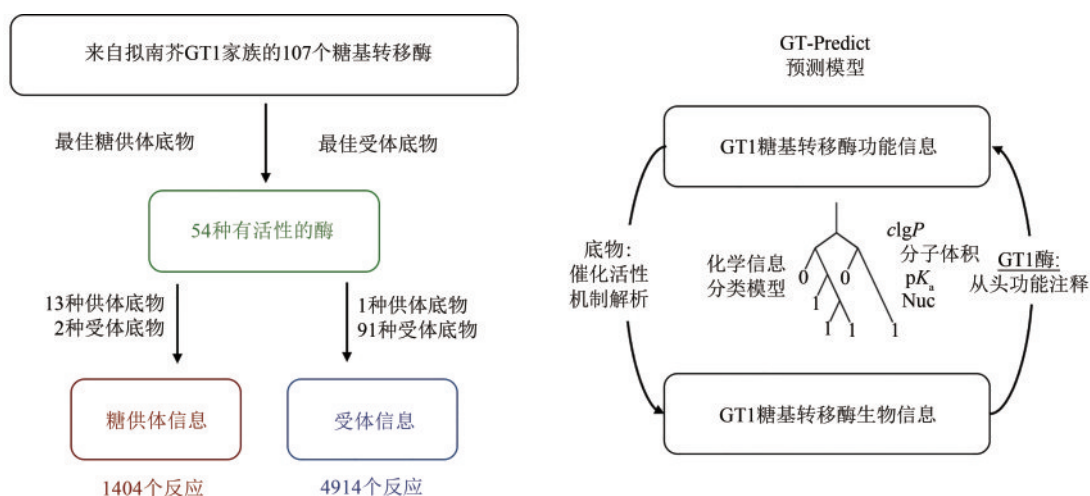 来自拟南芥GT1家族的107个糖基转移酶
最佳糖供体底物
最佳受体底物
54种有活性的酶
13种供体底物
2种受体底物
1种供体底物
91种受体底物
糖供体信息
受体信息
1404个反应
4914个反应
GT-Predict
预测模型
GT1糖基转移酶功能信息
底物：
催化活性
机制解析
化学信息
分类模型
0
0
1
1
1
1
clgP
分子体积
pKa
Nuc
GT1酶：
从头功能注释
GT1糖基转移酶生物信息